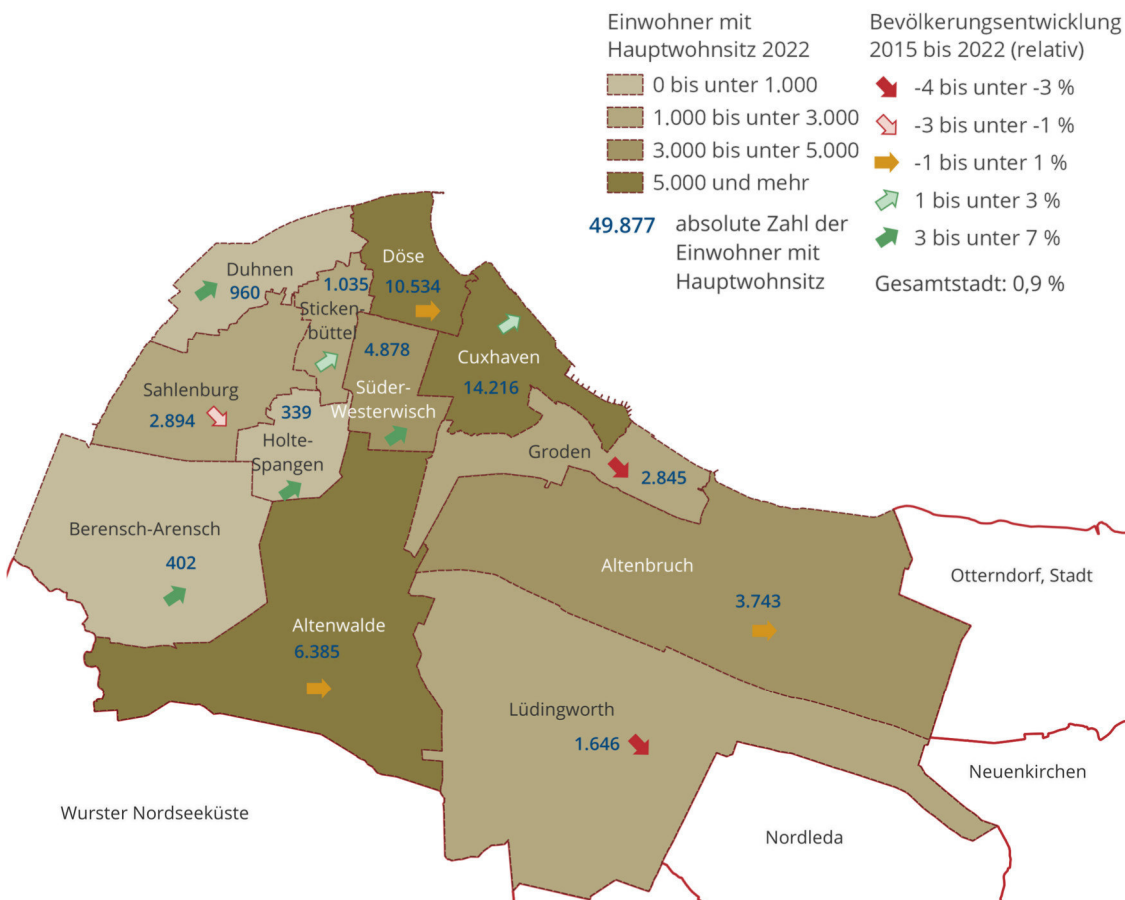 Einwohner mit
Hauptwohnsitz 2022
0 bis unter 1.000
1.000 bis unter 3.000
3.000 bis unter 5.000
5.000 und mehr
49.877 absolute Zahl der
Einwohner mit
Hauptwohnsitz
Bevölkerungsentwicklung
2015 bis 2022 (relativ)
-4 bis unter -3 %
-3 bis unter -1 %
-1 bis unter 1 %
1 bis unter 3 %
3 bis unter 7 %
Gesamtstadt: 0,9 %
Duhnen
960
1.035
Sticken-
büttel
Döse
10.534
4.878
Süder-
Westerwisch
Cuxhaven
14.216
Sahlenburg
2.894
339
Holte-
Spangen
Groden
2.845
Berensch-Arensch
402
Altenbruch
3.743
Otterndorf, Stadt
Altenwalde
6.385
Lüdingworth
1.646
Neuenkirchen
Wurster Nordseeküste
Nordleda